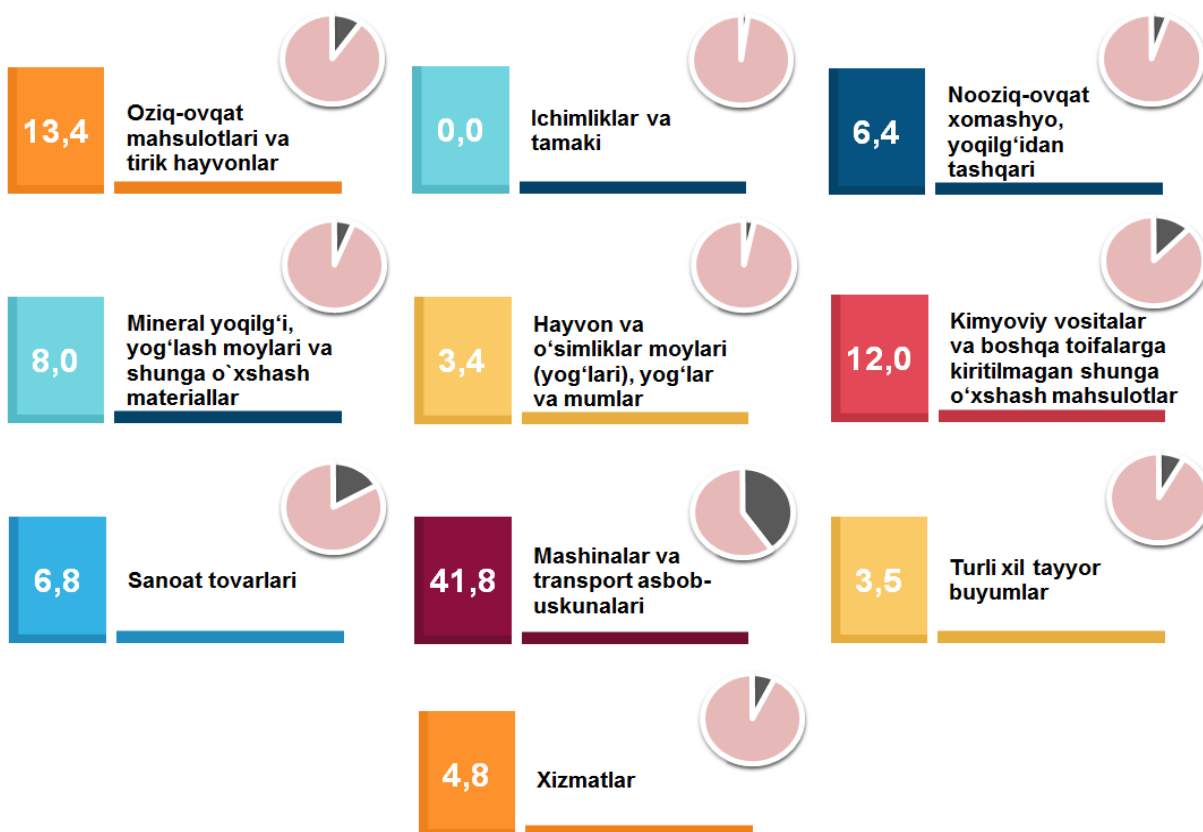 13,4
Oziq-ovqat
mahsulotlari va
tirik hayvonlar
0,0
Ichimliklar va
tamaki
6,4
Nooziq-ovqat
xomashyo,
yoqilg‘idan
tashqari
8,0
Mineral yoqilg‘i,
yog‘lash moylari va
shunga o`xshash
materiallar
3,4
Hayvon va
o‘simliklar moylari
(yog‘lari), yog‘lar
va mumlar
12,0
Kimyoviy vositalar
va boshqa toifalarga
kiritilmagan shunga
o‘xshash mahsulotlar
6,8
Sanoat tovarlari
41,8
Mashinalar va
transport asbob-
uskunalari
3,5
Turli xil tayyor
buyumlar
4,8
Xizmatlar